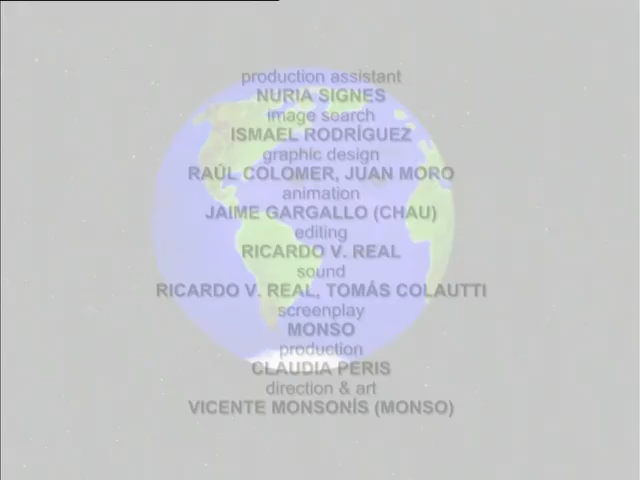 production assistant
NURIA SIGNES
image search
ISMAEL RODRÍGUEZ
graphic design
RAÚL COLOMER, JUAN MORO
animation
JAIME GARGALLO (CHAU)
editing
RICARDO V. REAL
sound
RICARDO V. REAL, TOMÁS COLAUTTI
screenplay
MONSO
production
CLAUDIA PERIS
direction & art
VICENTE MONSONÍS (MONSO)